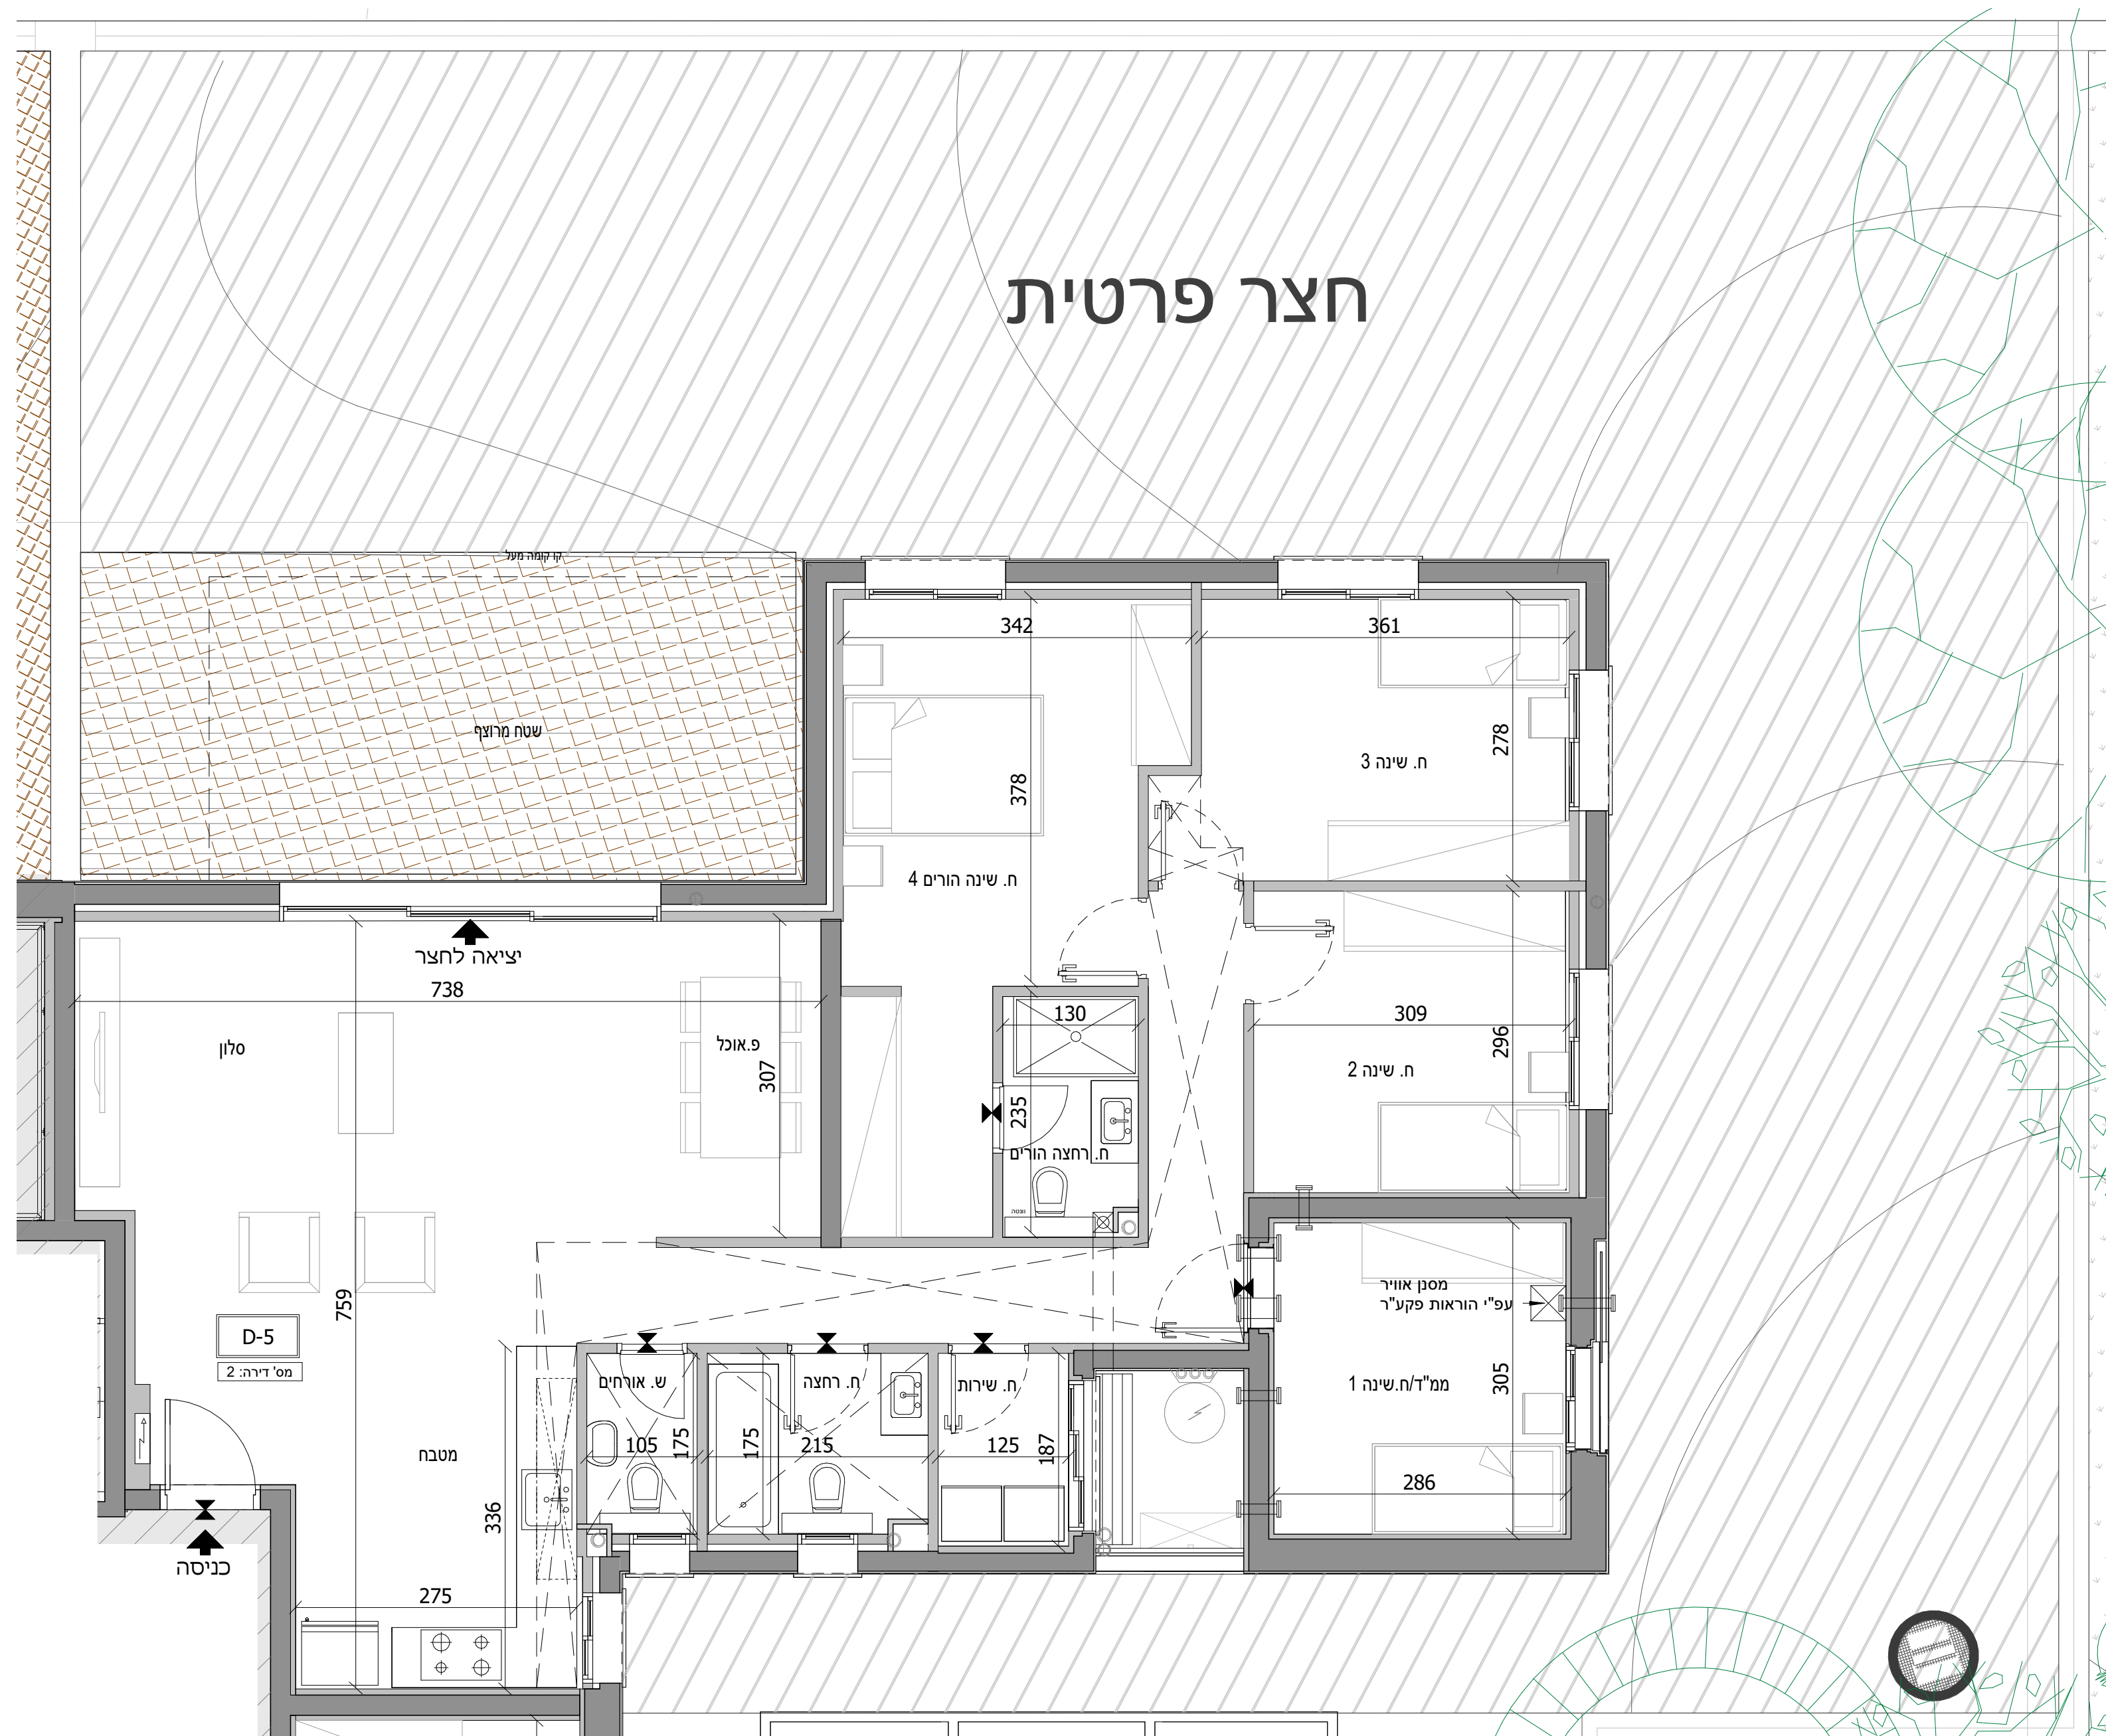 חצר פרטית
קו קומה מעל
שטח מרוצף
342
361
378
278
ח. שינה 3
ח. שינה הורים 4
יציאה לחצר
738
130
309
296
סלון
פ.אוכל
307
235
ח. שינה 2
ח. רחצה הורים
מסנן אוויר
עפ"י הוראות פקע"ר
759
D-5
מס' דירה: 2
ש. אורחים
ח. רחצה
ח. שירות
ממ"ד/ח.שינה 1
305
מטבח
105
175
175
215
125
187
286
336
כניסה
275